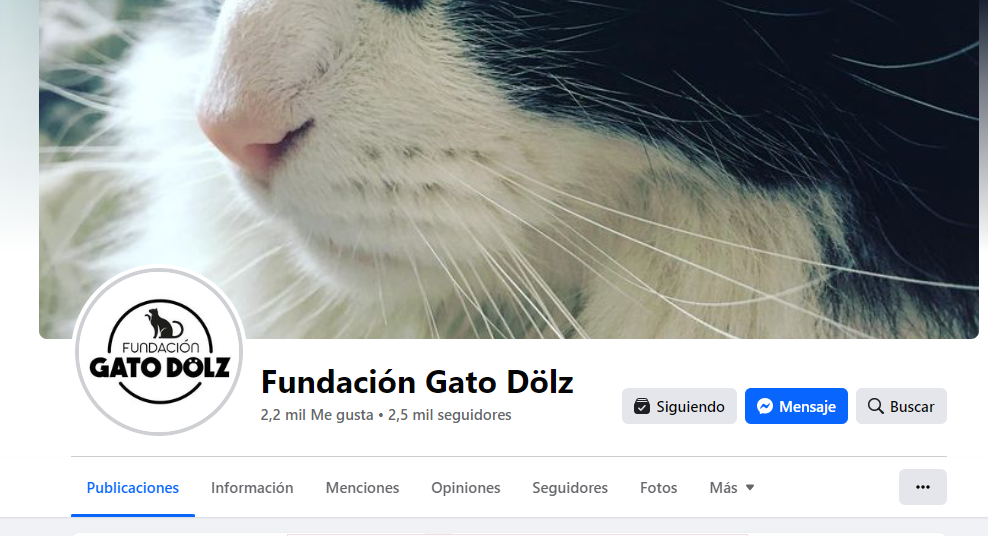 FUNDACIÓN
GATO DÖLZ
Fundación Gato Dölz
2,2 mil Me gusta • 2,5 mil seguidores
Siguiendo
Mensaje
Buscar
Publicaciones
Información
Menciones
Opiniones
Seguidores
Fotos
Más